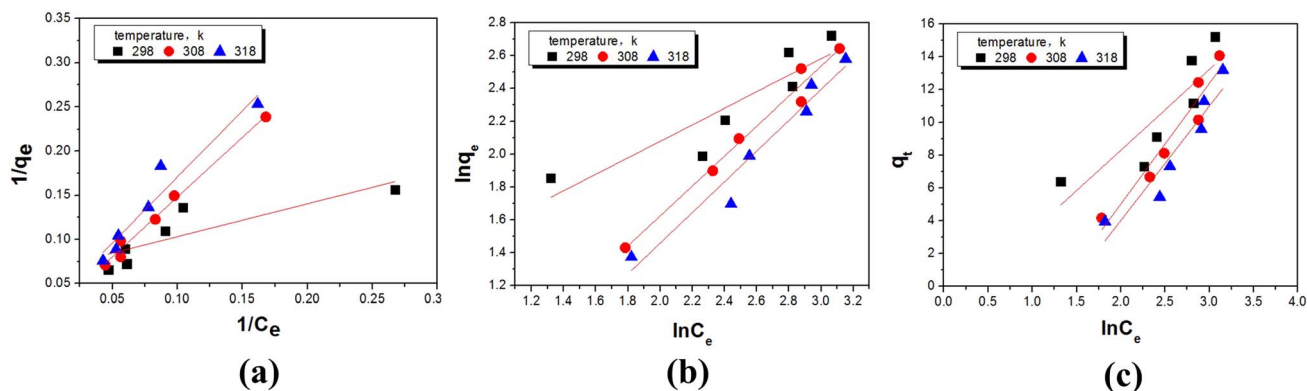 temperature, k
298 308 318
0.35
0.30
0.25
0.20
0.15
0.10
0.05
1/qe
0.05 0.10 0.15 0.20 0.25 0.3
1/Ce
(a)
temperature, k
298 308 318
2.8
2.6
2.4
2.2
2.0
1.8
1.6
1.4
1.2
lnqe
1.2 1.4 1.6 1.8 2.0 2.2 2.4 2.6 2.8 3.0 3.2
lnCe
(b)
temperature, k
298 308 318
16
14
12
10
8
6
4
2
0
qt
0.0 0.5 1.0 1.5 2.0 2.5 3.0 3.5 4.0
lnCe
(c)